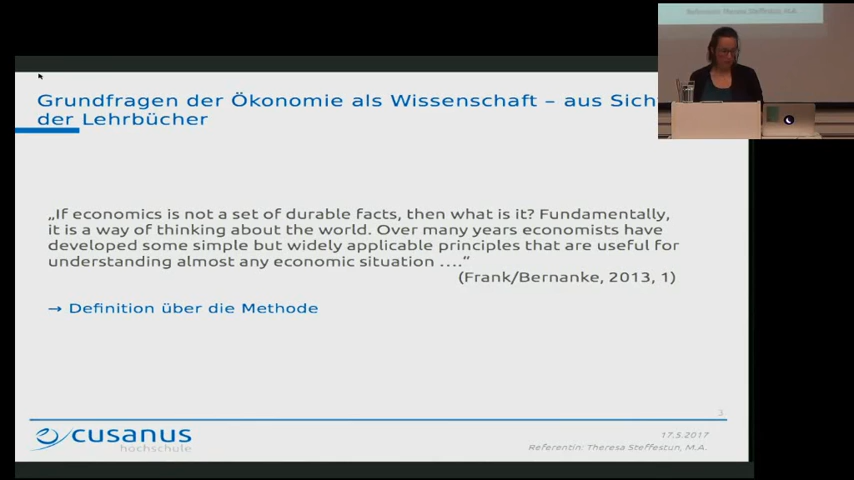 Grundfragen der Ökonomie als Wissenschaft – aus Sich
der Lehrbücher
„If economics is not a set of durable facts, then what is it? Fundamentally,
it is a way of thinking about the world. Over many years economists have
developed some simple but widely applicable principles that are useful for
understanding almost any economic situation ….“
(Frank/Bernanke, 2013, 1)
→ Definition über die Methode
3
cusanus
hochschule
17.5.2017
Referentin: Theresa Steffestun, M.A.
Referentin: Theresa Steffestun, M.A.